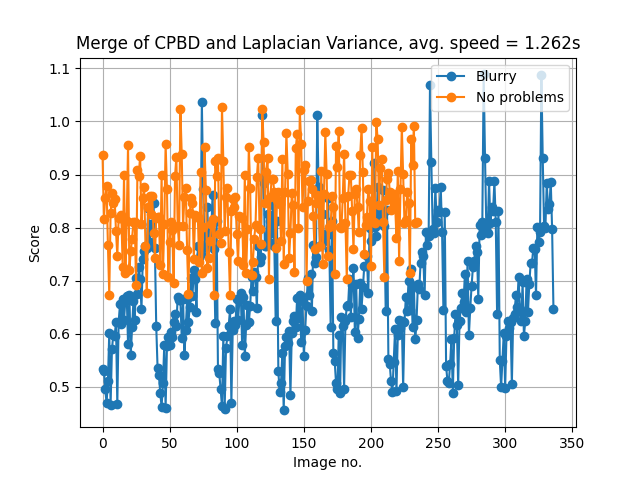 Merge of CPBD and Laplacian Variance, avg. speed = 1.262s
Blurry
No problems
1.1
1.0
0.9
0.8
0.7
0.6
0.5
Score
0 50 100 150 200 250 300 350
Image no.